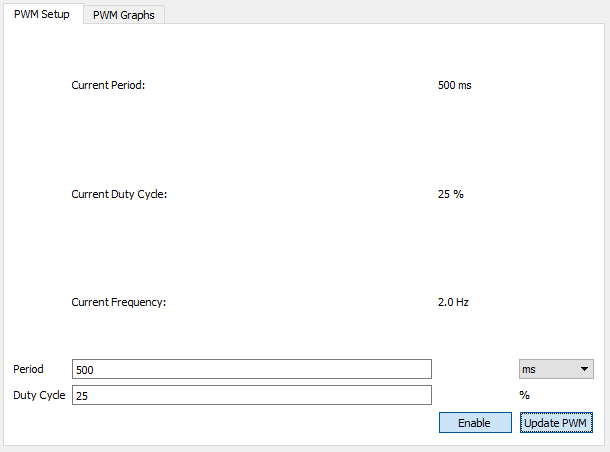 PWM Setup PWM Graphs
Current Period: 500 ms
Current Duty Cycle: 25 %
Current Frequency: 2.0 Hz
Period 500 ms
Duty Cycle 25 %
Enable Update PWM